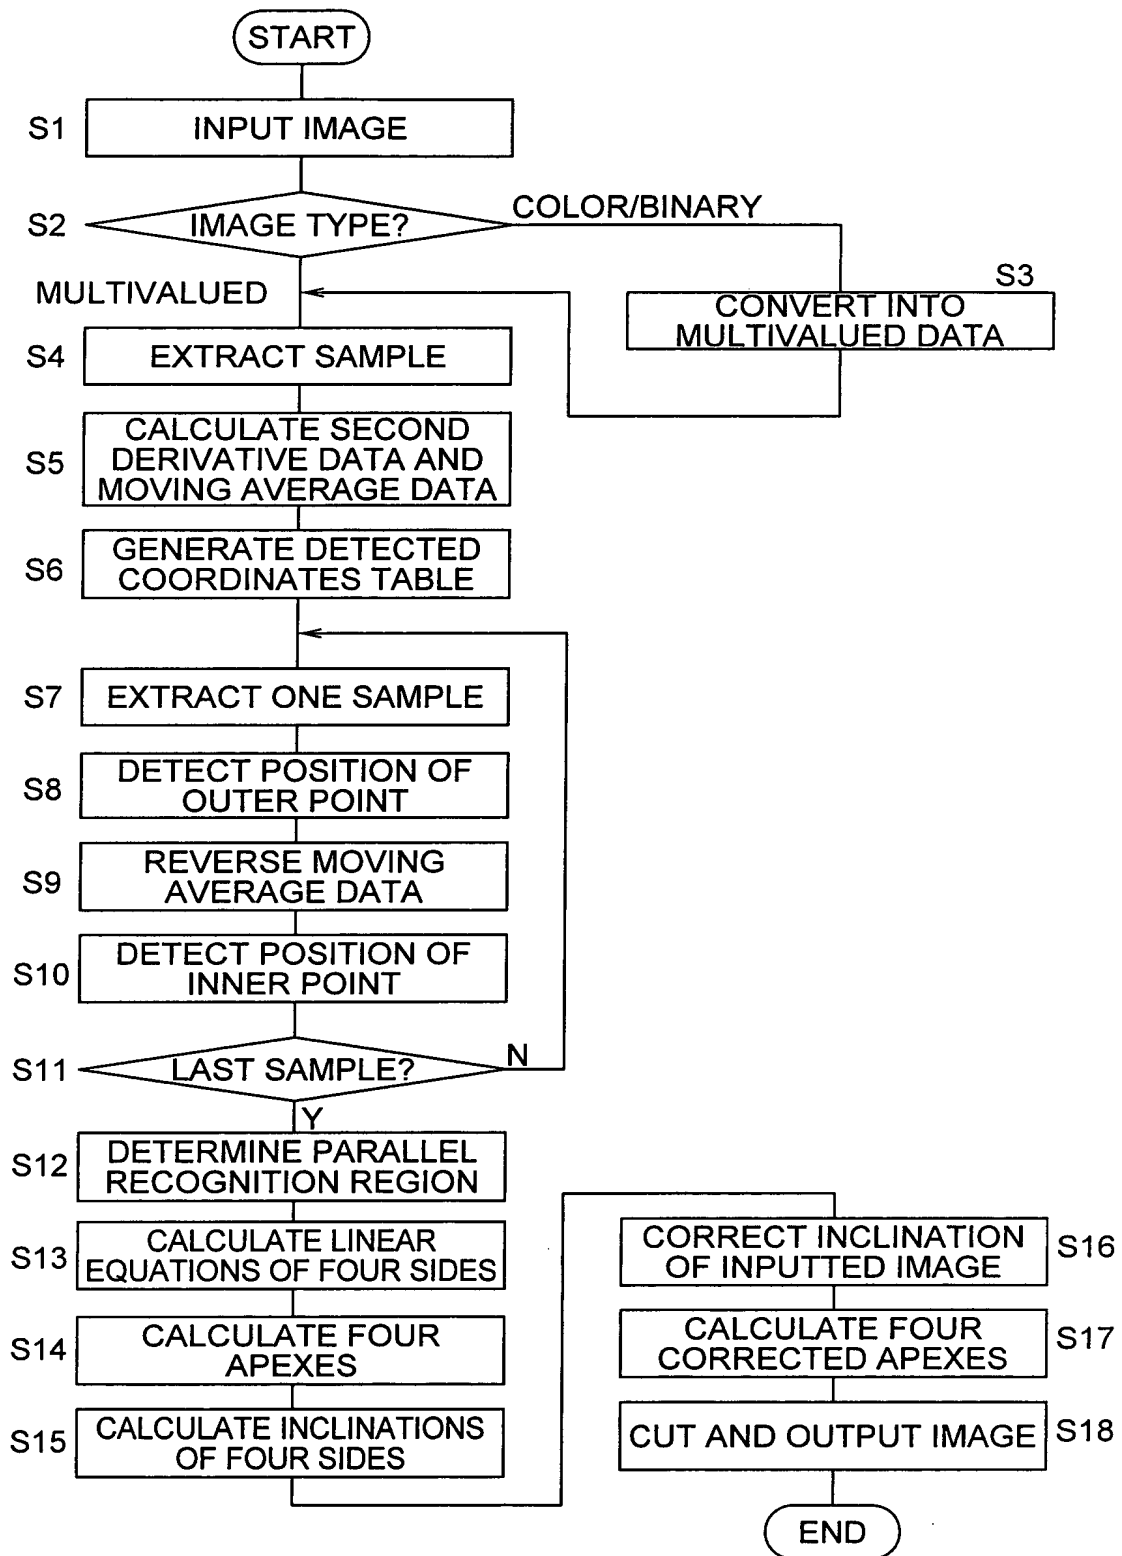 START
S1
INPUT IMAGE
S2
IMAGE TYPE?
COLOR/BINARY
MULTIVALUED
S3
CONVERT INTO
MULTIVALUED DATA
S4
EXTRACT SAMPLE
S5
CALCULATE SECOND
DERIVATIVE DATA AND
MOVING AVERAGE DATA
S6
GENERATE DETECTED
COORDINATES TABLE
S7
EXTRACT ONE SAMPLE
S8
DETECT POSITION OF
OUTER POINT
S9
REVERSE MOVING
AVERAGE DATA
S10
DETECT POSITION OF
INNER POINT
S11
LAST SAMPLE?
N
Y
S12
DETERMINE PARALLEL
RECOGNITION REGION
S13
CALCULATE LINEAR
EQUATIONS OF FOUR SIDES
S14
CALCULATE FOUR
APEXES
S15
CALCULATE INCLINATIONS
OF FOUR SIDES
CORRECT INCLINATION
OF INPUTTED IMAGE
S16
CALCULATE FOUR
CORRECTED APEXES
S17
CUT AND OUTPUT IMAGE
S18
END